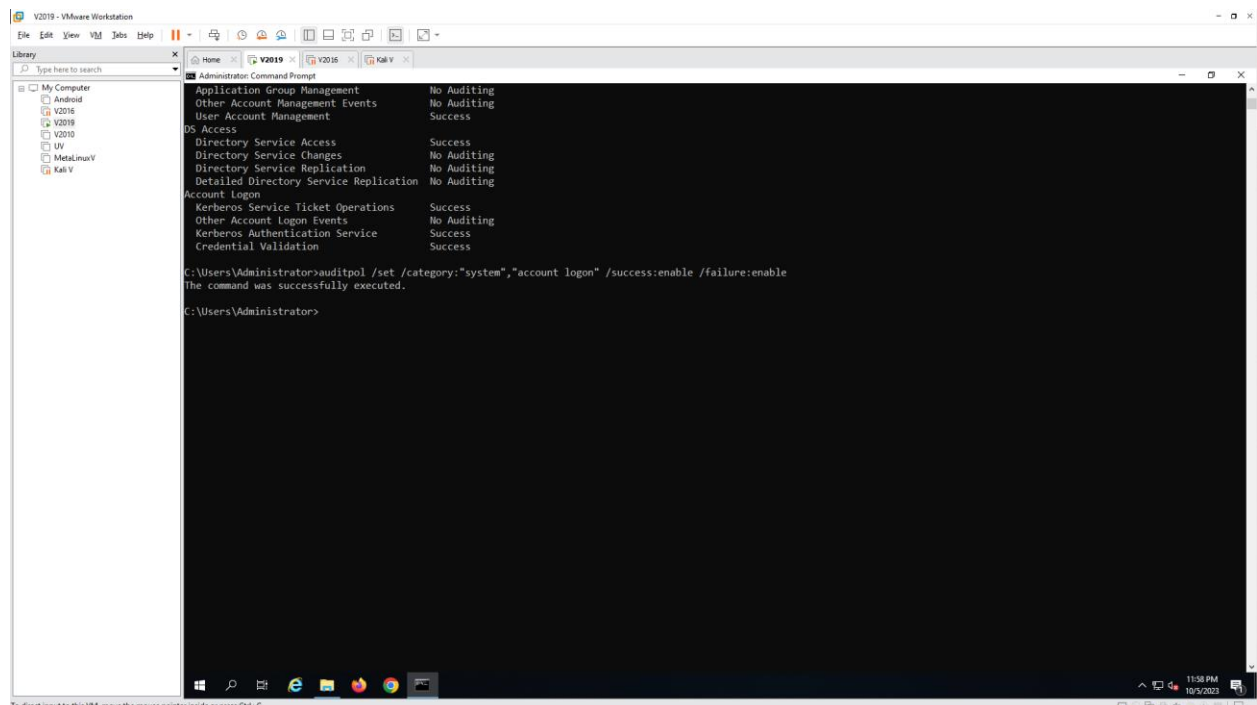 V2019 - VMware Workstation
File Edit View VM Tabs Help
Library
Type here to search
My Computer
Android
V2016
V2019
V2010
UV
MetaLinuxV
Kali V
Home V2019 V2016 Kali V
Administrator: Command Prompt
Application Group Management No Auditing
Other Account Management Events No Auditing
User Account Management Success
DS Access
Directory Service Access Success
Directory Service Changes No Auditing
Directory Service Replication No Auditing
Detailed Directory Service Replication No Auditing
Account Logon
Kerberos Service Ticket Operations Success
Other Account Logon Events No Auditing
Kerberos Authentication Service Success
Credential Validation Success
C:\Users\Administrator>auditpol /set /category:"system","account logon" /success:enable /failure:enable
The command was successfully executed.
C:\Users\Administrator>
11:58 PM
10/5/2023